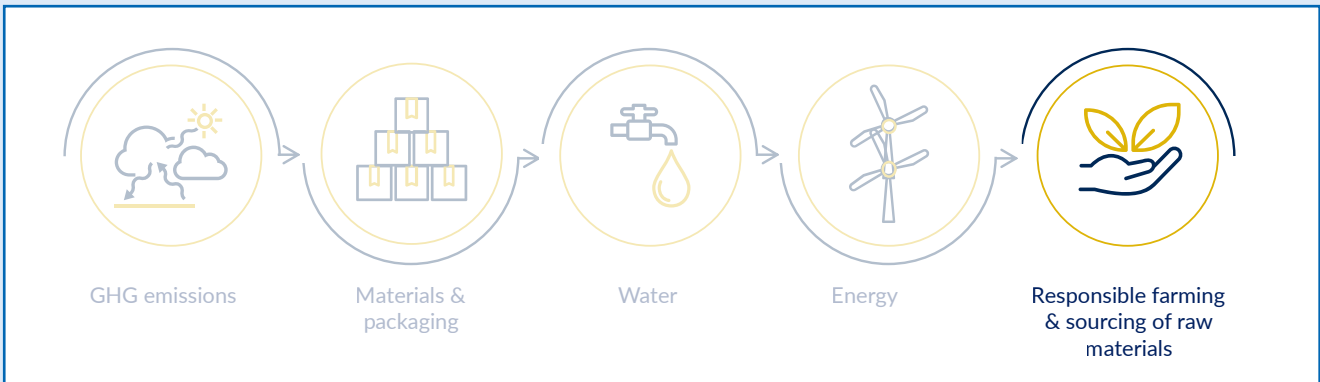 GHG emissions
Materials &
packaging
Water
Energy
Responsible farming
& sourcing of raw
materials